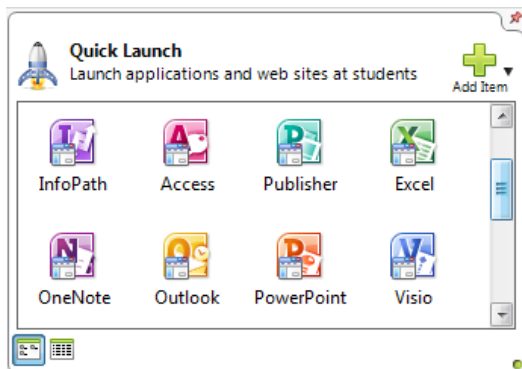 Quick Launch
Launch applications and web sites at students
Add Item
InfoPath Access Publisher Excel
OneNote Outlook PowerPoint Visio